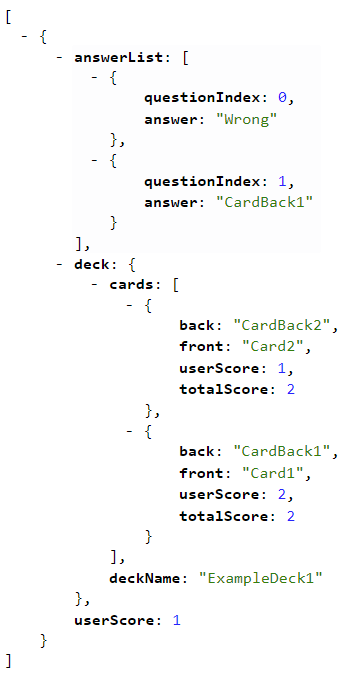 [
- {
- answerList: [
- {
questionIndex: 0,
answer: "Wrong"
},
- {
questionIndex: 1,
answer: "CardBack1"
}
],
- deck: {
- cards: [
- {
back: "CardBack2",
front: "Card2",
userScore: 1,
totalScore: 2
},
- {
back: "CardBack1",
front: "Card1",
userScore: 2,
totalScore: 2
}
],
deckName: "ExampleDeck1"
},
userScore: 1
}
]